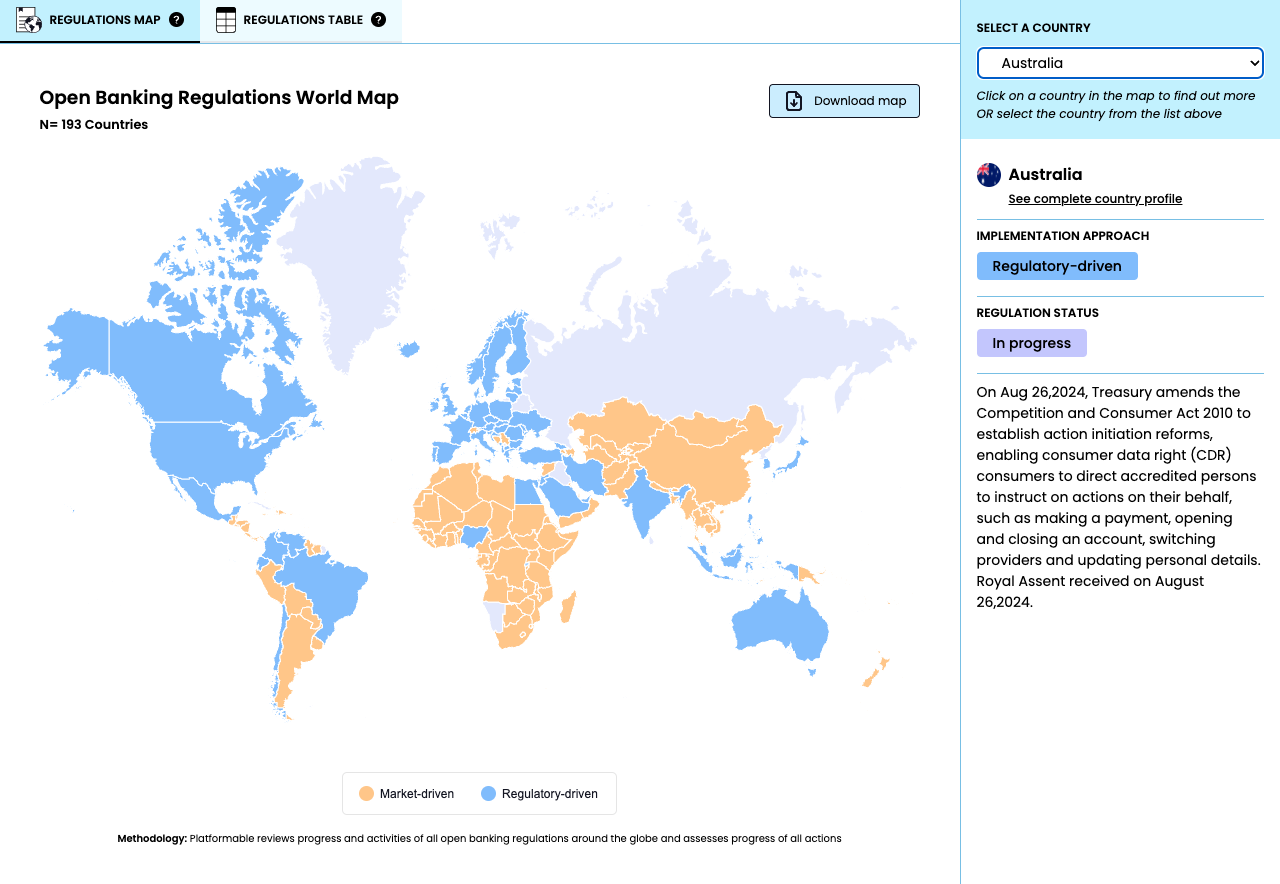 REGULATIONS MAP ?
REGULATIONS TABLE ?
Open Banking Regulations World Map
N= 193 Countries
Download map
Market-driven
Regulatory-driven
Methodology: Platformable reviews progress and activities of all open banking regulations around the globe and assesses progress of all actions
SELECT A COUNTRY
Australia
Click on a country in the map to find out more
OR select the country from the list above
Australia
See complete country profile
IMPLEMENTATION APPROACH
Regulatory-driven
REGULATION STATUS
In progress
On Aug 26,2024, Treasury amends the
Competition and Consumer Act 2010 to
establish action initiation reforms,
enabling consumer data right (CDR)
consumers to direct accredited persons
to instruct on actions on their behalf,
such as making a payment, opening
and closing an account, switching
providers and updating personal details.
Royal Assent received on August
26,2024.